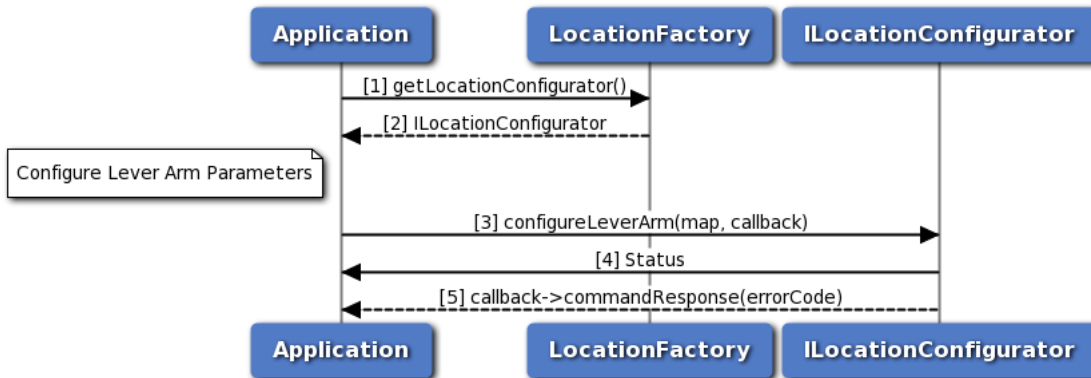 Application
LocationFactory
ILocationConfigurator
[1] getLocationConfigurator()
[2] ILocationConfigurator
Configure Lever Arm Parameters
[3] configureLeverArm(map, callback)
[4] Status
[5] callback->commandResponse(errorCode)
Application
LocationFactory
ILocationConfigurator